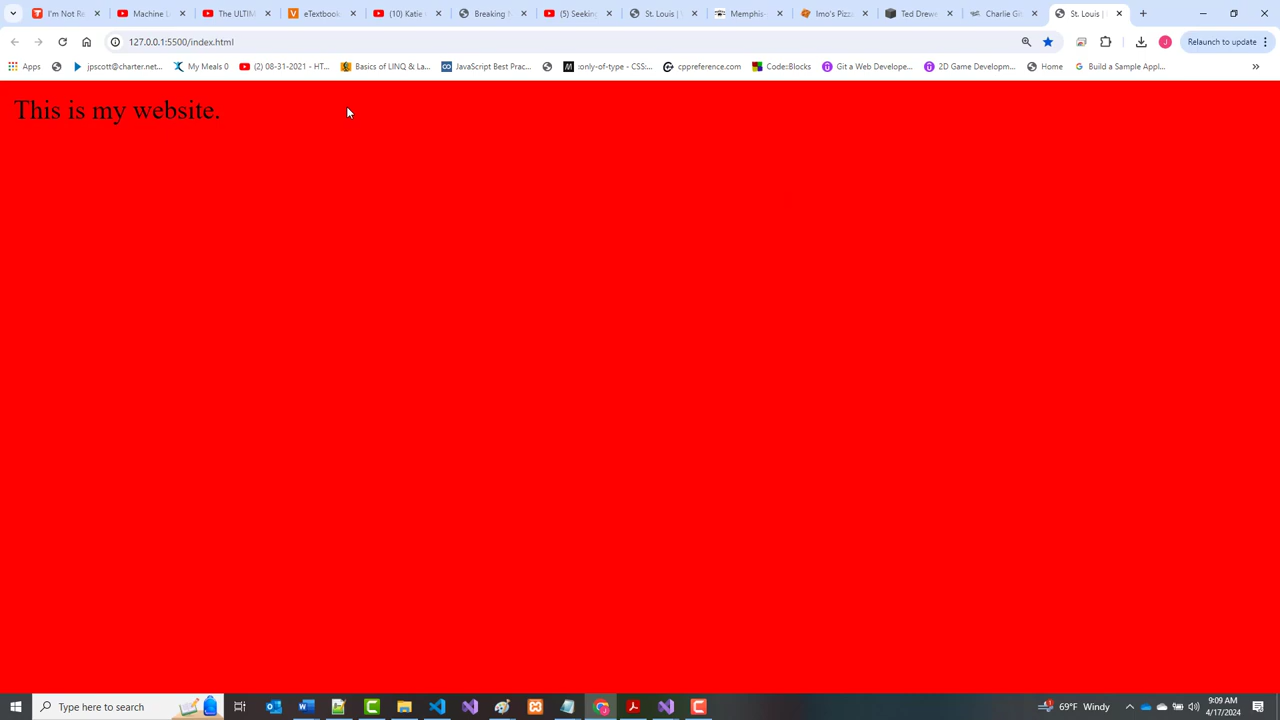 I'm Not Re
Machine L
The ULTIM
eTextbook
(10) Katie
Breaking
(5) Seeking
St. Louis |
Memphis
Imo's Pizza
Ted Drewe
Charlie Git
St. Louis |
127.0.0.1:5500/index.html
Relaunch to update
Apps
jpscott@charter.net...
My Meals 0
(2) 08-31-2021 - HT...
Basics of LINQ & La...
JavaScript Best Prac...
:only-of-type - CSS:...
cppreference.com
Code::Blocks
Git a Web Develope...
2D Game Developm...
Home
Build a Sample Appl...
This is my website.
Type here to search
69°F Windy
9:09 AM
4/17/2024